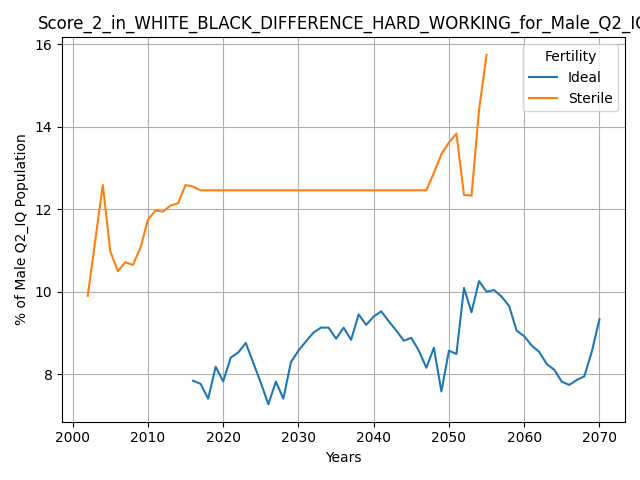 Score_2_in_WHITE_BLACK_DIFFERENCE_HARD_WORKING_for_Male_Q2_IQ
16
14
12
10
8
% of Male Q2_IQ Population
Fertility
Ideal
Sterile
2000 2010 2020 2030 2040 2050 2060 2070
Years